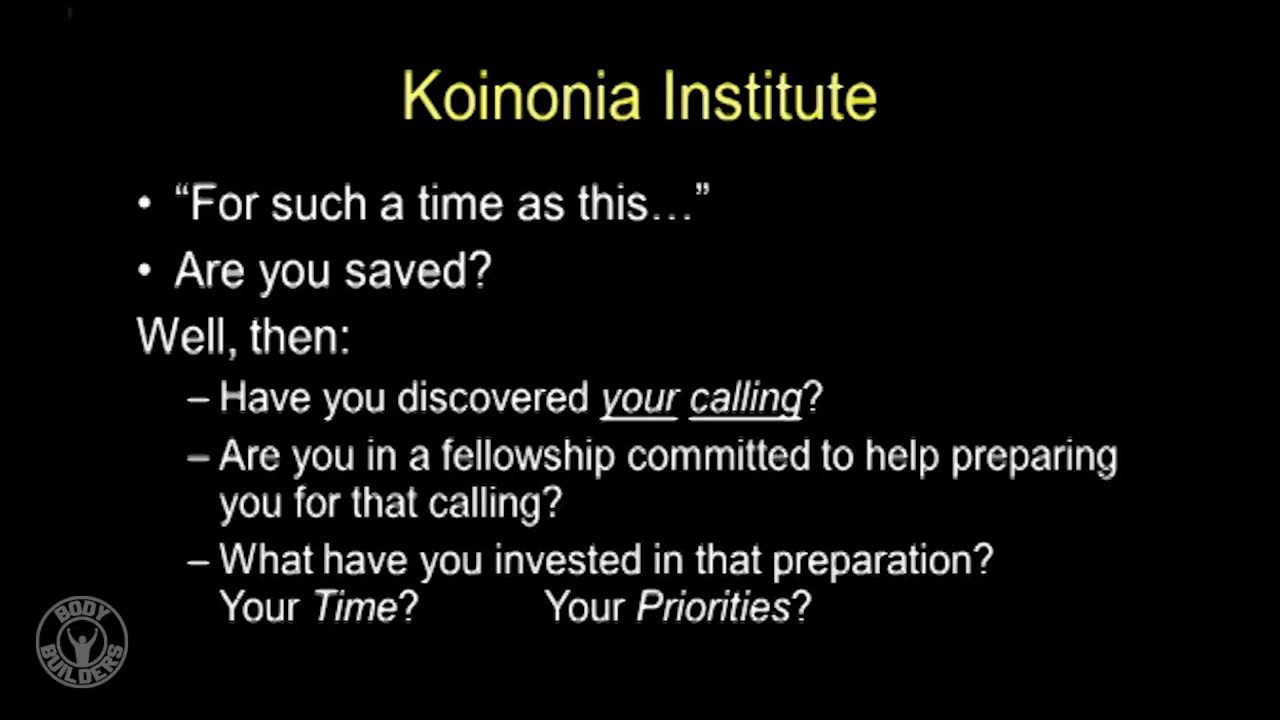 Koinonia Institute
• “For such a time as this…”
• Are you saved?
Well, then:
– Have you discovered your calling?
– Are you in a fellowship committed to help preparing
you for that calling?
– What have you invested in that preparation?
Your Time? Your Priorities?
BODY
BUILDERS